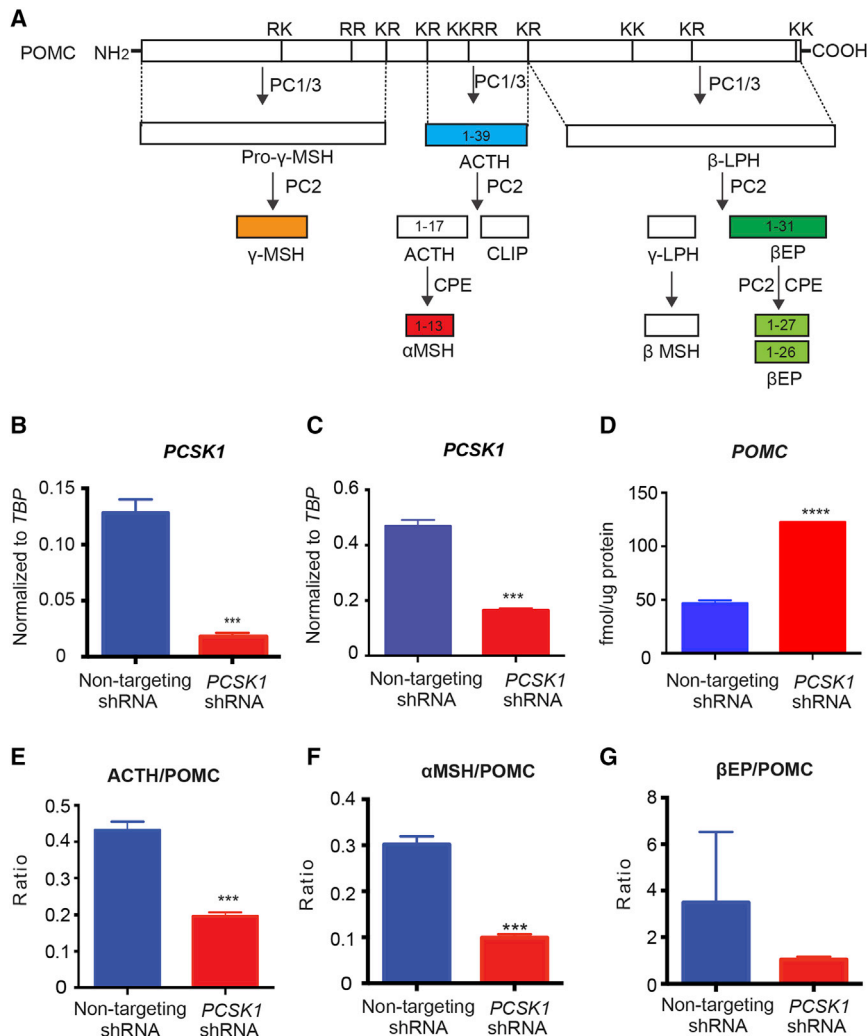 A
RK RR KR KR KKRR KR KK KR KK
POMC NH2 COOH
PC1/3 PC1/3 PC1/3
1-39
Pro-γ-MSH ACTH β-LPH
PC2 PC2 PC2
1-17 1-31
γ-MSH ACTH CLIP γ-LPH βEP
CPE PC2 CPE
1-13 1-27
αMSH β MSH 1-26
βEP
B
PCSK1
Normalized to TBP
0.15
0.10
0.05
0
***
Non-targeting shRNA
PCSK1 shRNA
C
PCSK1
Normalized to TBP
0.6
0.4
0.2
0
***
Non-targeting shRNA
PCSK1 shRNA
D
POMC
fmol/ug protein
150
100
50
0
****
Non-targeting shRNA
PCSK1 shRNA
E
ACTH/POMC
Ratio
0.5
0.4
0.3
0.2
0.1
0
***
Non-targeting shRNA
PCSK1 shRNA
F
αMSH/POMC
Ratio
0.4
0.3
0.2
0.1
0
***
Non-targeting shRNA
PCSK1 shRNA
G
βEP/POMC
Ratio
8
6
4
2
0
Non-targeting shRNA
PCSK1 shRNA